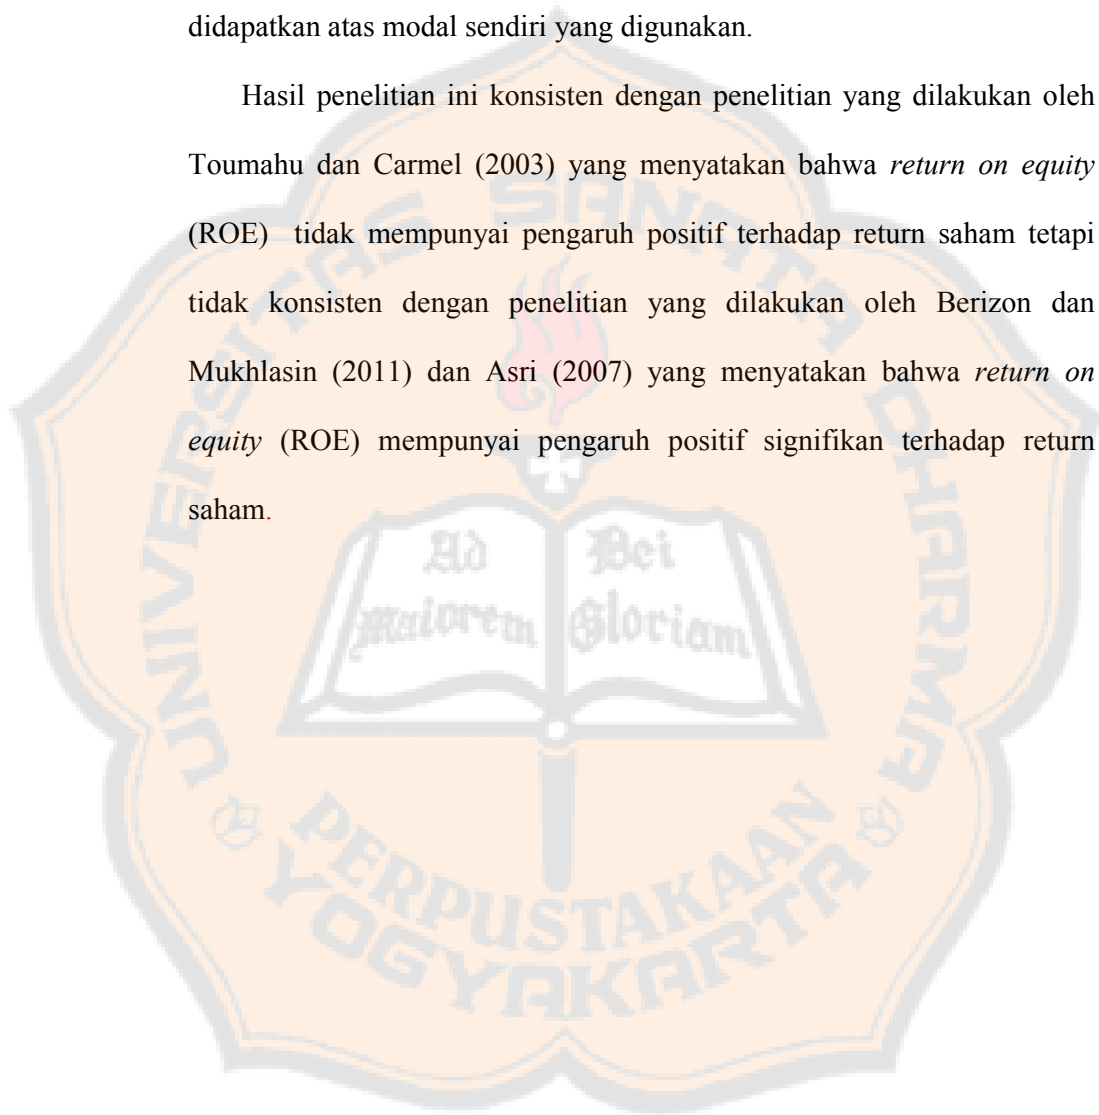 didapatkan atas modal sendiri yang digunakan.
Hasil penelitian ini konsisten dengan penelitian yang dilakukan oleh
Toumahu dan Carmel (2003) yang menyatakan bahwa return on equity
(ROE) tidak mempunyai pengaruh positif terhadap return saham tetapi
tidak konsisten dengan penelitian yang dilakukan oleh Berizon dan
Mukhlasin (2011) dan Asri (2007) yang menyatakan bahwa return on
equity (ROE) mempunyai pengaruh positif signifikan terhadap return
saham.
UNIVERSITAS SANATA DHARMA
Ad Dei
maiorem Gloriam
PERPUSTAKAAN
YOGYAKARTA